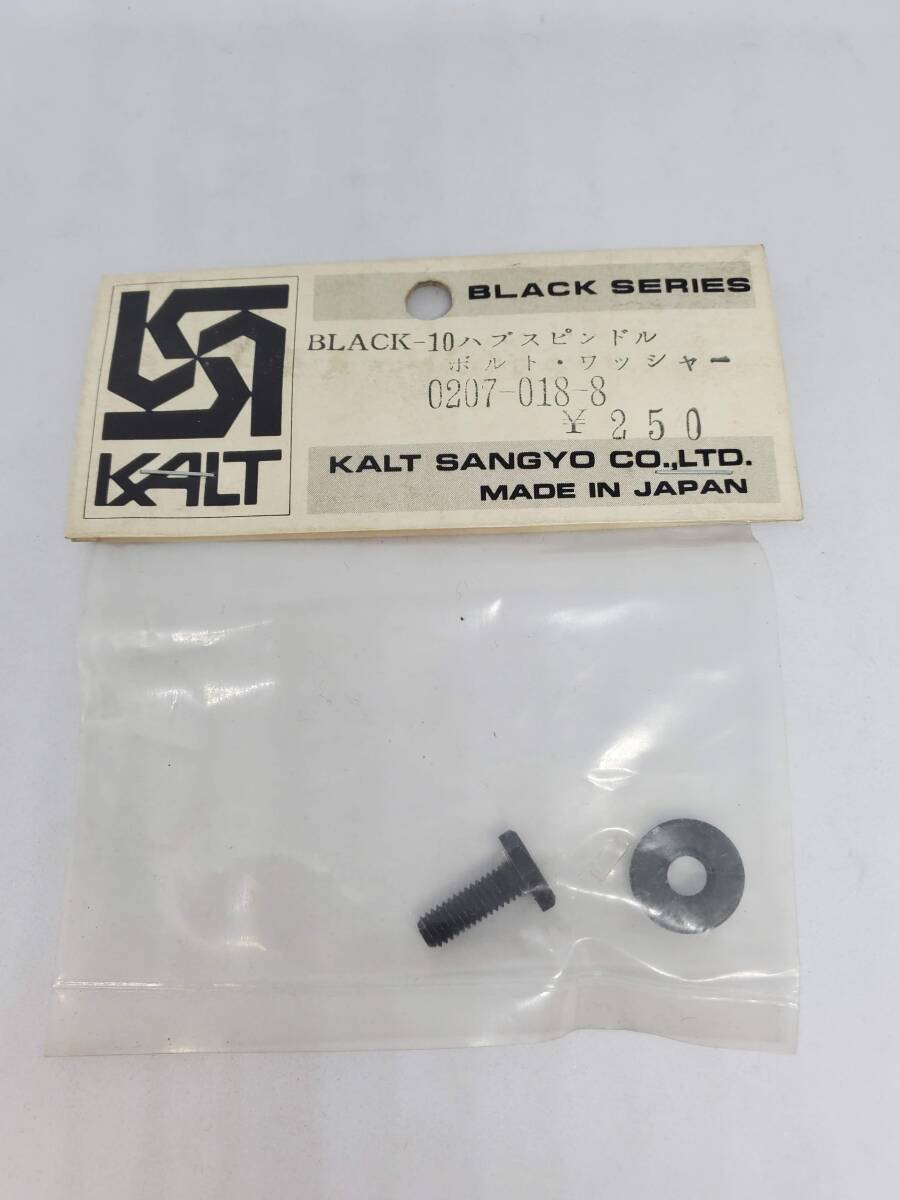 BLACK SERIES
BLACK-10ハブスピンドル
ボルト・ワッシャー
0207-018-8
¥250
KALT
KALT SANGYO CO.,LTD.
MADE IN JAPAN